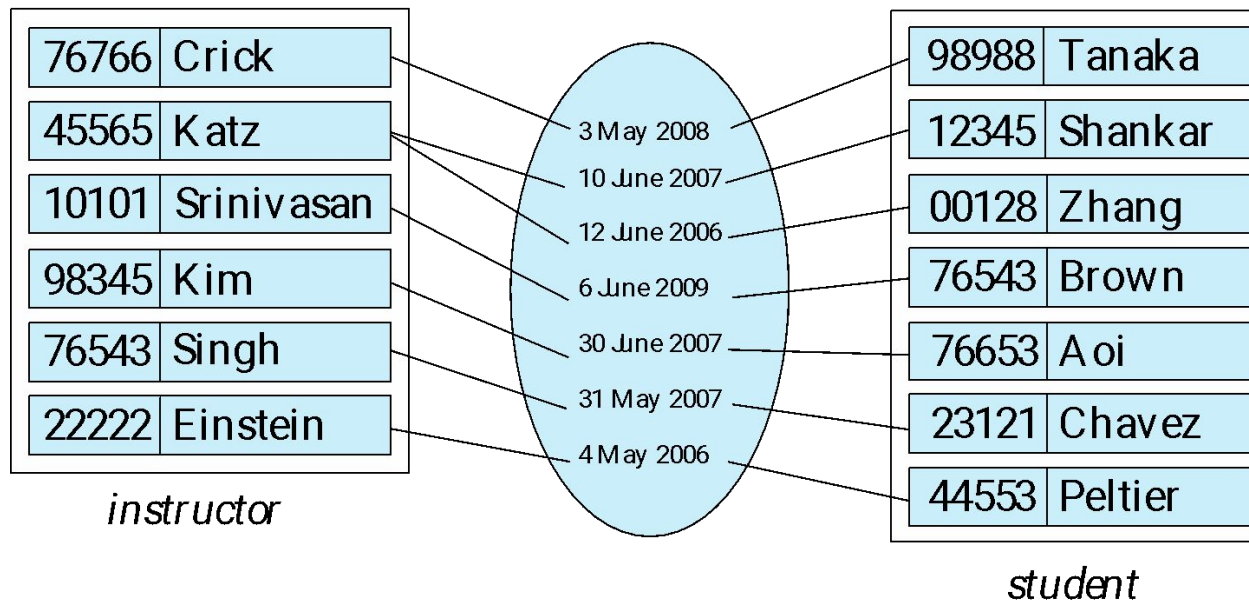 76766 Crick
45565 Katz
10101 Srinivasan
98345 Kim
76543 Singh
22222 Einstein
instructor
3 May 2008
10 June 2007
12 June 2006
6 June 2009
30 June 2007
31 May 2007
4 May 2006
98988 Tanaka
12345 Shankar
00128 Zhang
76543 Brown
76653 Aoi
23121 Chavez
44553 Peltier
student